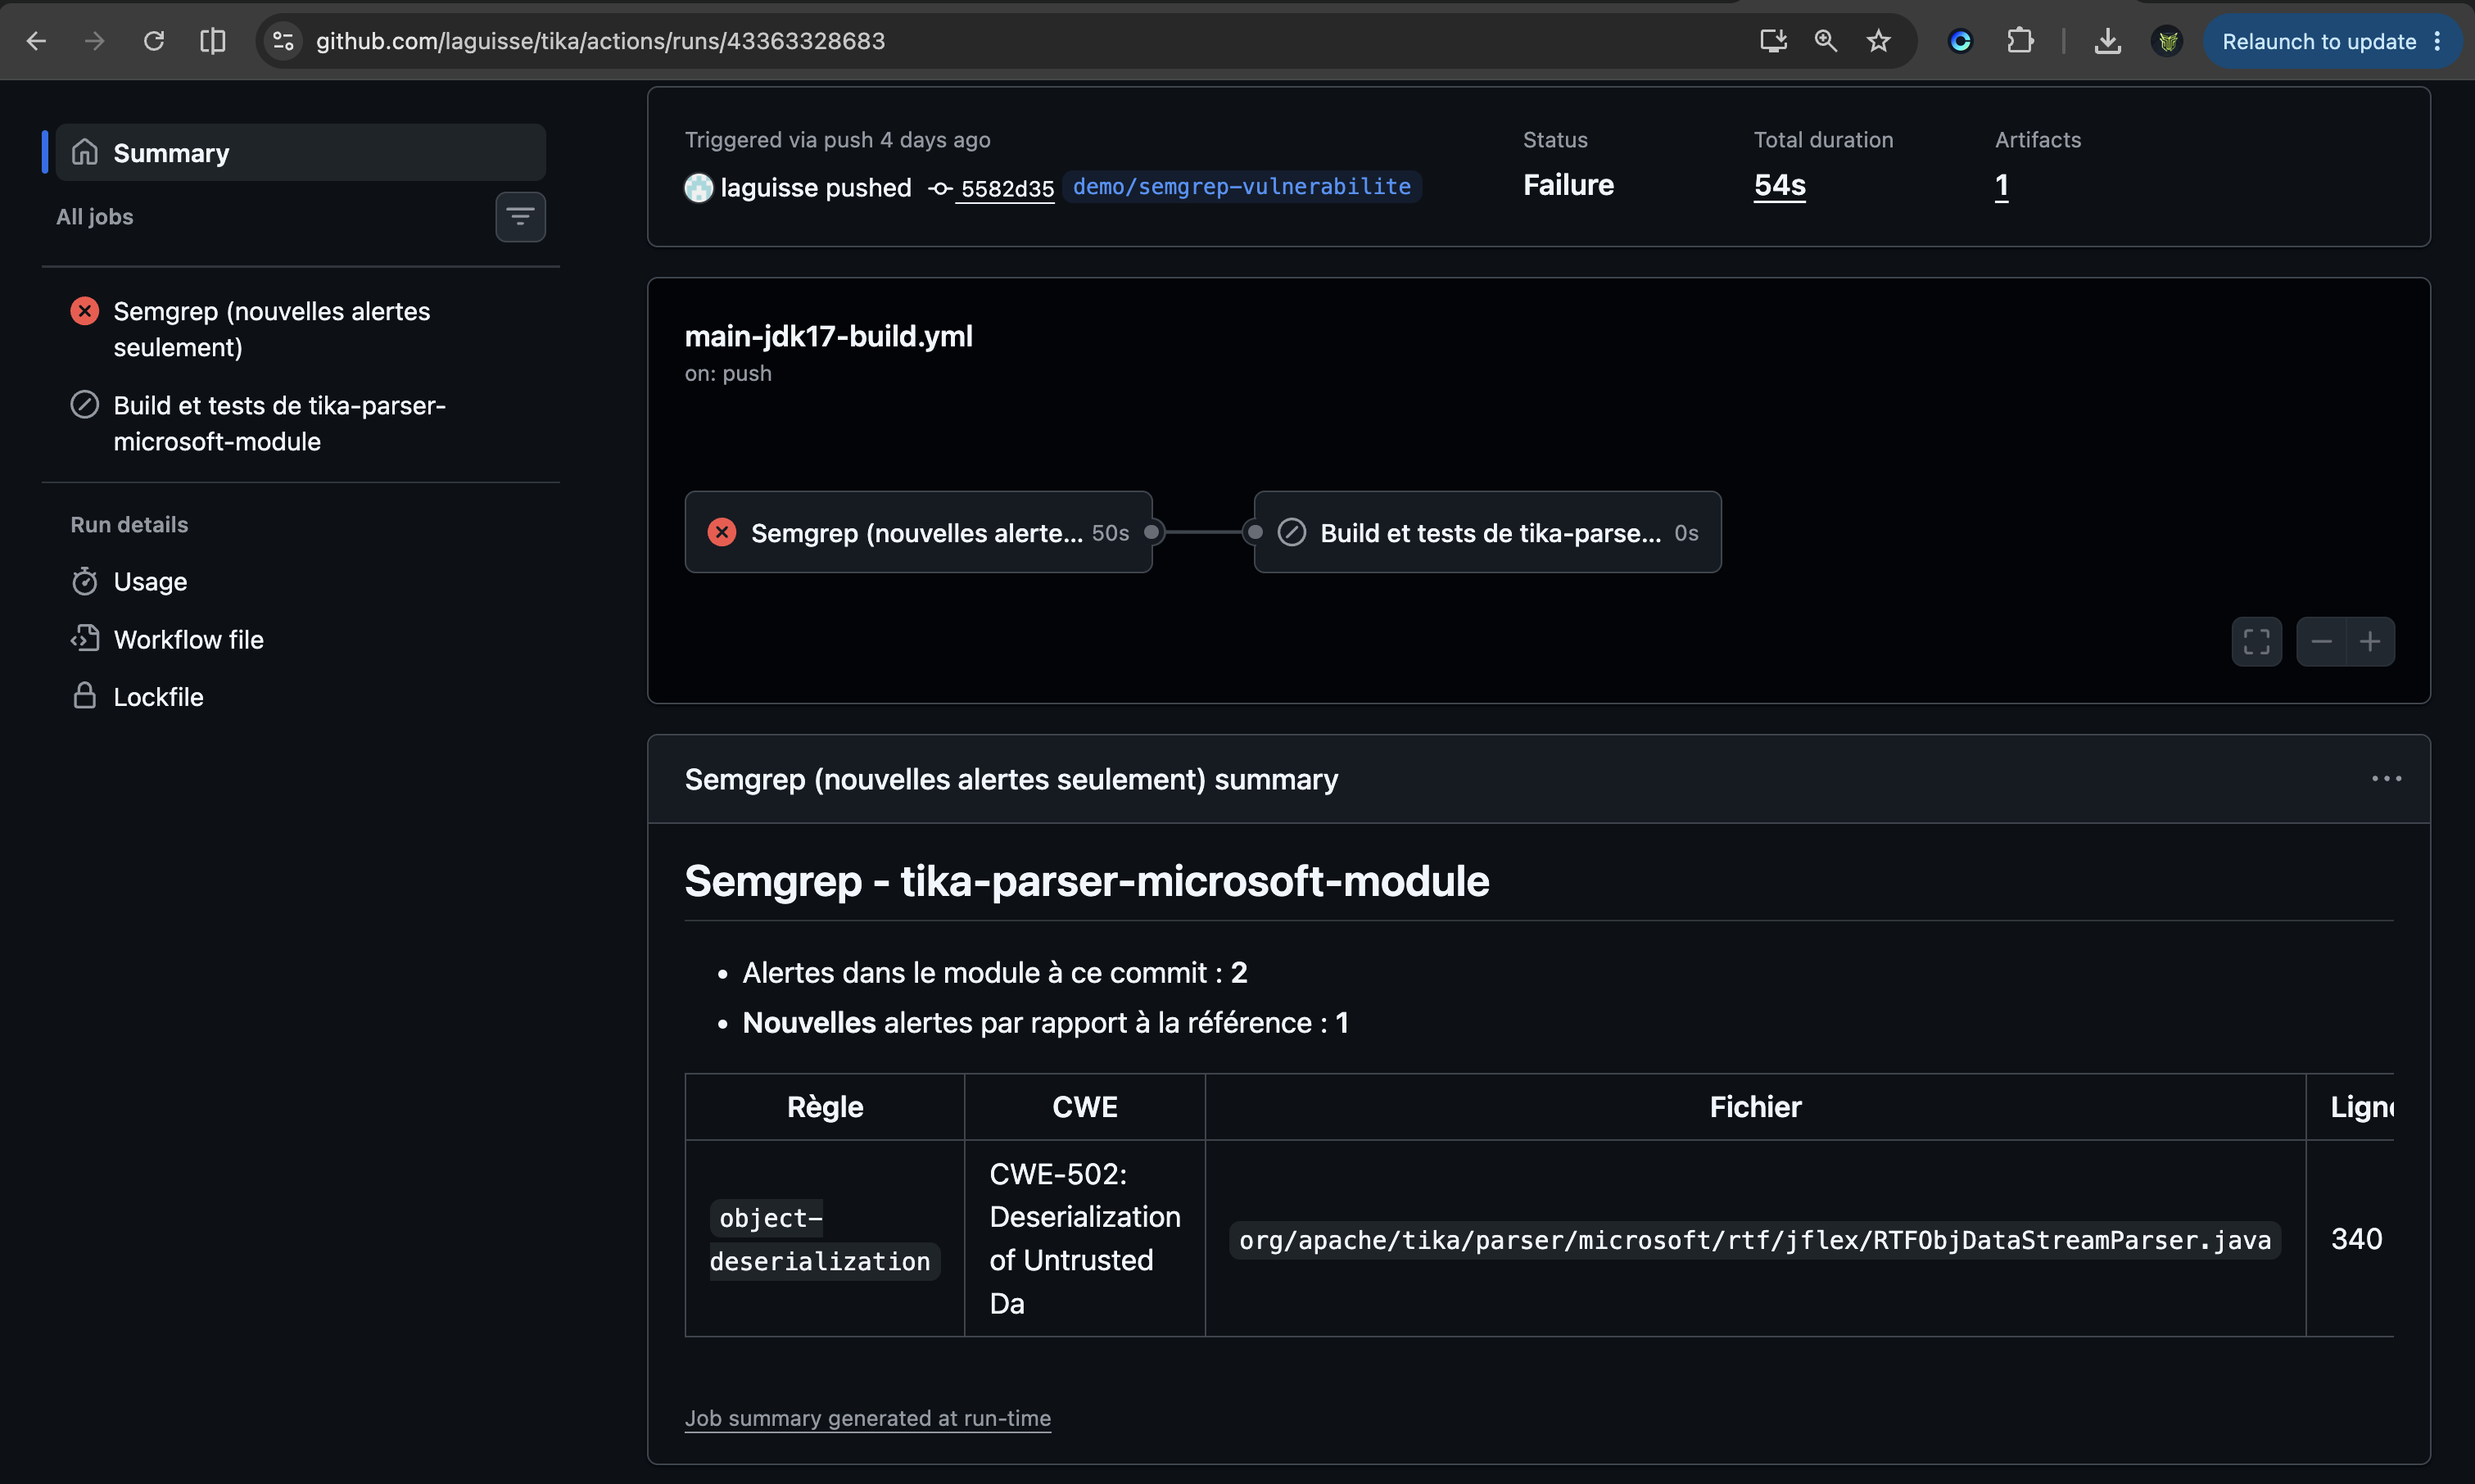 github.com/laguisse/tika/actions/runs/43363328683
Relaunch to update
Summary
All jobs
Semgrep (nouvelles alertes
seulement)
Build et tests de tika-parser-
microsoft-module
Run details
Usage
Workflow file
Lockfile
Triggered via push 4 days ago
laguisse pushed 5582d35 demo/semgrep-vulnerabilite
Status
Failure
Total duration
54s
Artifacts
1
main-jdk17-build.yml
on: push
Semgrep (nouvelles alerte... 50s
Build et tests de tika-parse... 0s
Semgrep (nouvelles alertes seulement) summary
Semgrep - tika-parser-microsoft-module
Alertes dans le module à ce commit : 2
Nouvelles alertes par rapport à la référence : 1
Règle CWE Fichier Ligne
object-
deserialization
CWE-502:
Deserialization
of Untrusted
Da
org/apache/tika/parser/microsoft/rtf/jflex/RTFObjDataStreamParser.java
340
Job summary generated at run-time